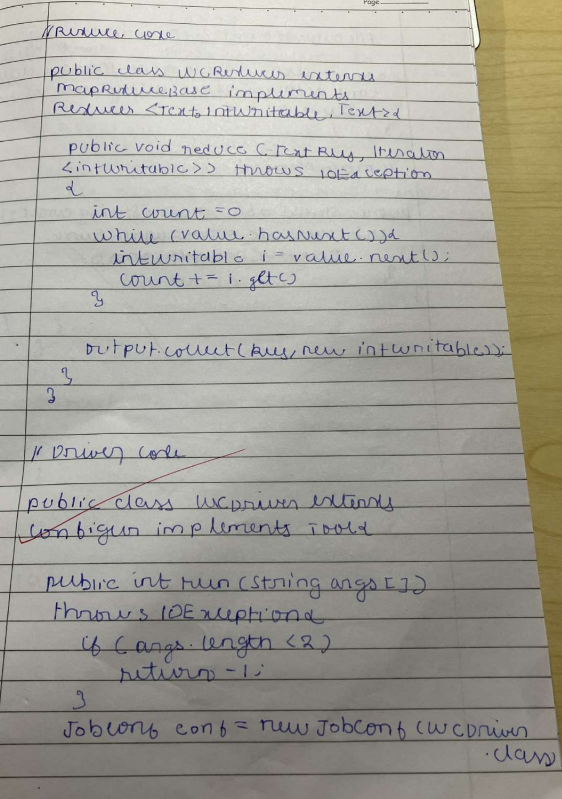 Page
// Reduce code
public class WCReducer extends
MapReduceBase implements
Reducer <Text, IntWritable, Text>{
public void reduce (Text key, Iterator
<intwritable>>) throws IOException
{
int count = 0
while (value.hasNext()){
intwritable i = value.next();
count += i.get()
}
output.collect(key, new intwritable));
}
}
// Driver code
public class WCDriver extends
Configur implements Tool{
public int run (String args[])
throws IOException{
if (args.length <2)
return -1;
}
JobConf conf = new JobConf (WCDriver
.class